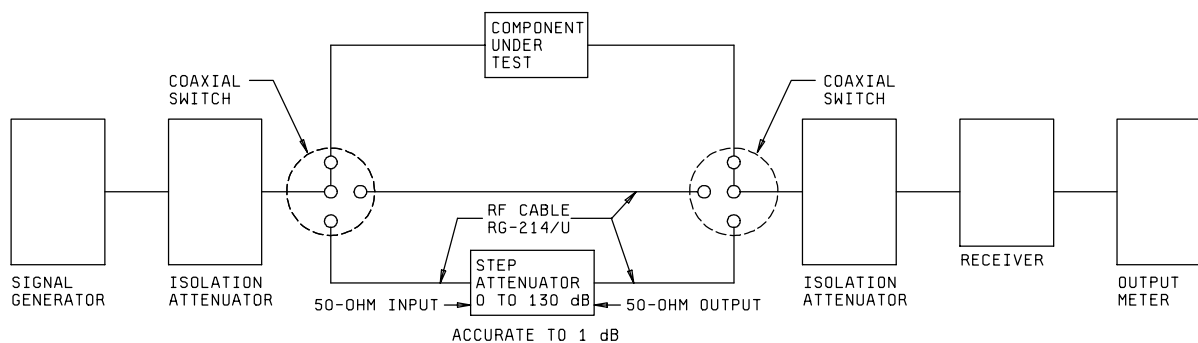 COMPONENT
UNDER
TEST
COAXIAL
SWITCH
COAXIAL
SWITCH
RF CABLE
RG-214/U
SIGNAL
GENERATOR
ISOLATION
ATTENUATOR
STEP
ATTENUATOR
0 TO 130 dB
50-OHM INPUT
50-OHM OUTPUT
ACCURATE TO 1 dB
ISOLATION
ATTENUATOR
RECEIVER
OUTPUT
METER